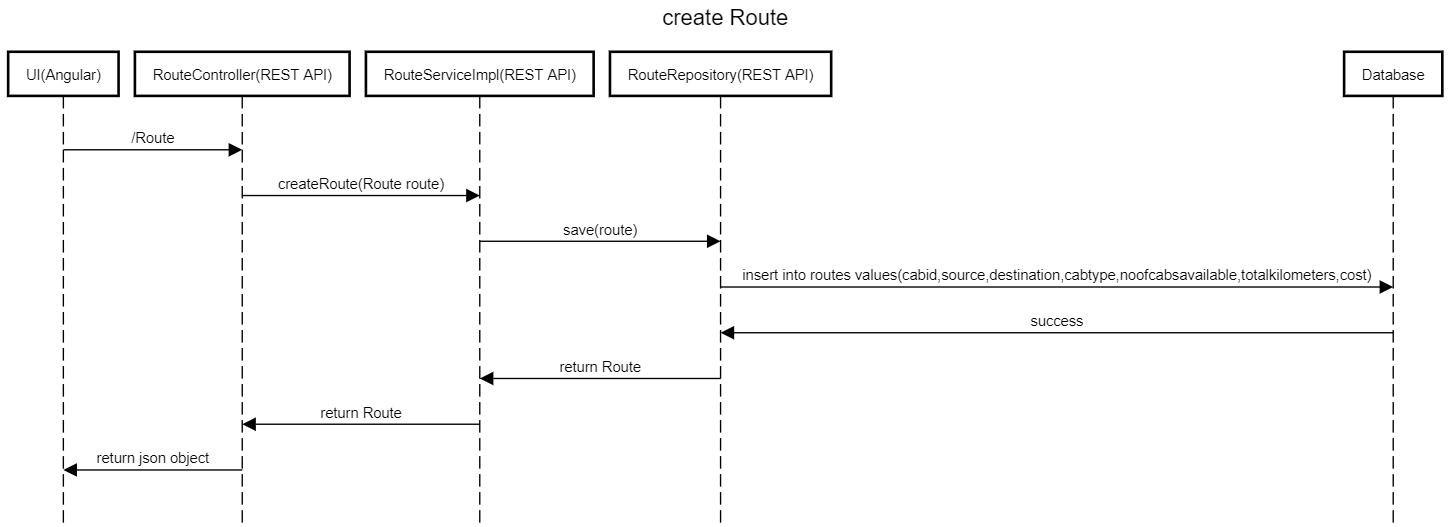 create Route
UI(Angular)
RouteController(REST API)
RouteServiceImpl(REST API)
RouteRepository(REST API)
Database
/Route
createRoute(Route route)
save(route)
insert into routes values(cabid,source,destination,cabtype,noofcabsavailable,totalkilometers,cost)
success
return Route
return Route
return json object